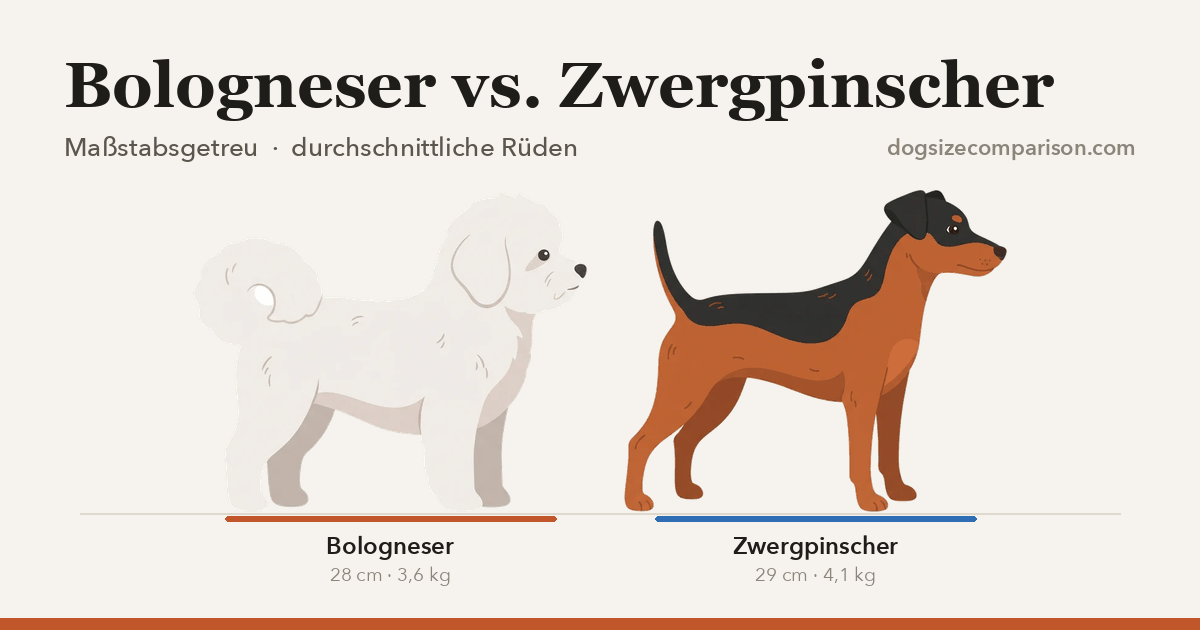 Bologneser vs. Zwergpinscher
Maßstabsgetreu · durchschnittliche Rüden
dogsizecomparison.com
Bologneser
28 cm · 3,6 kg
Zwergpinscher
29 cm · 4,1 kg